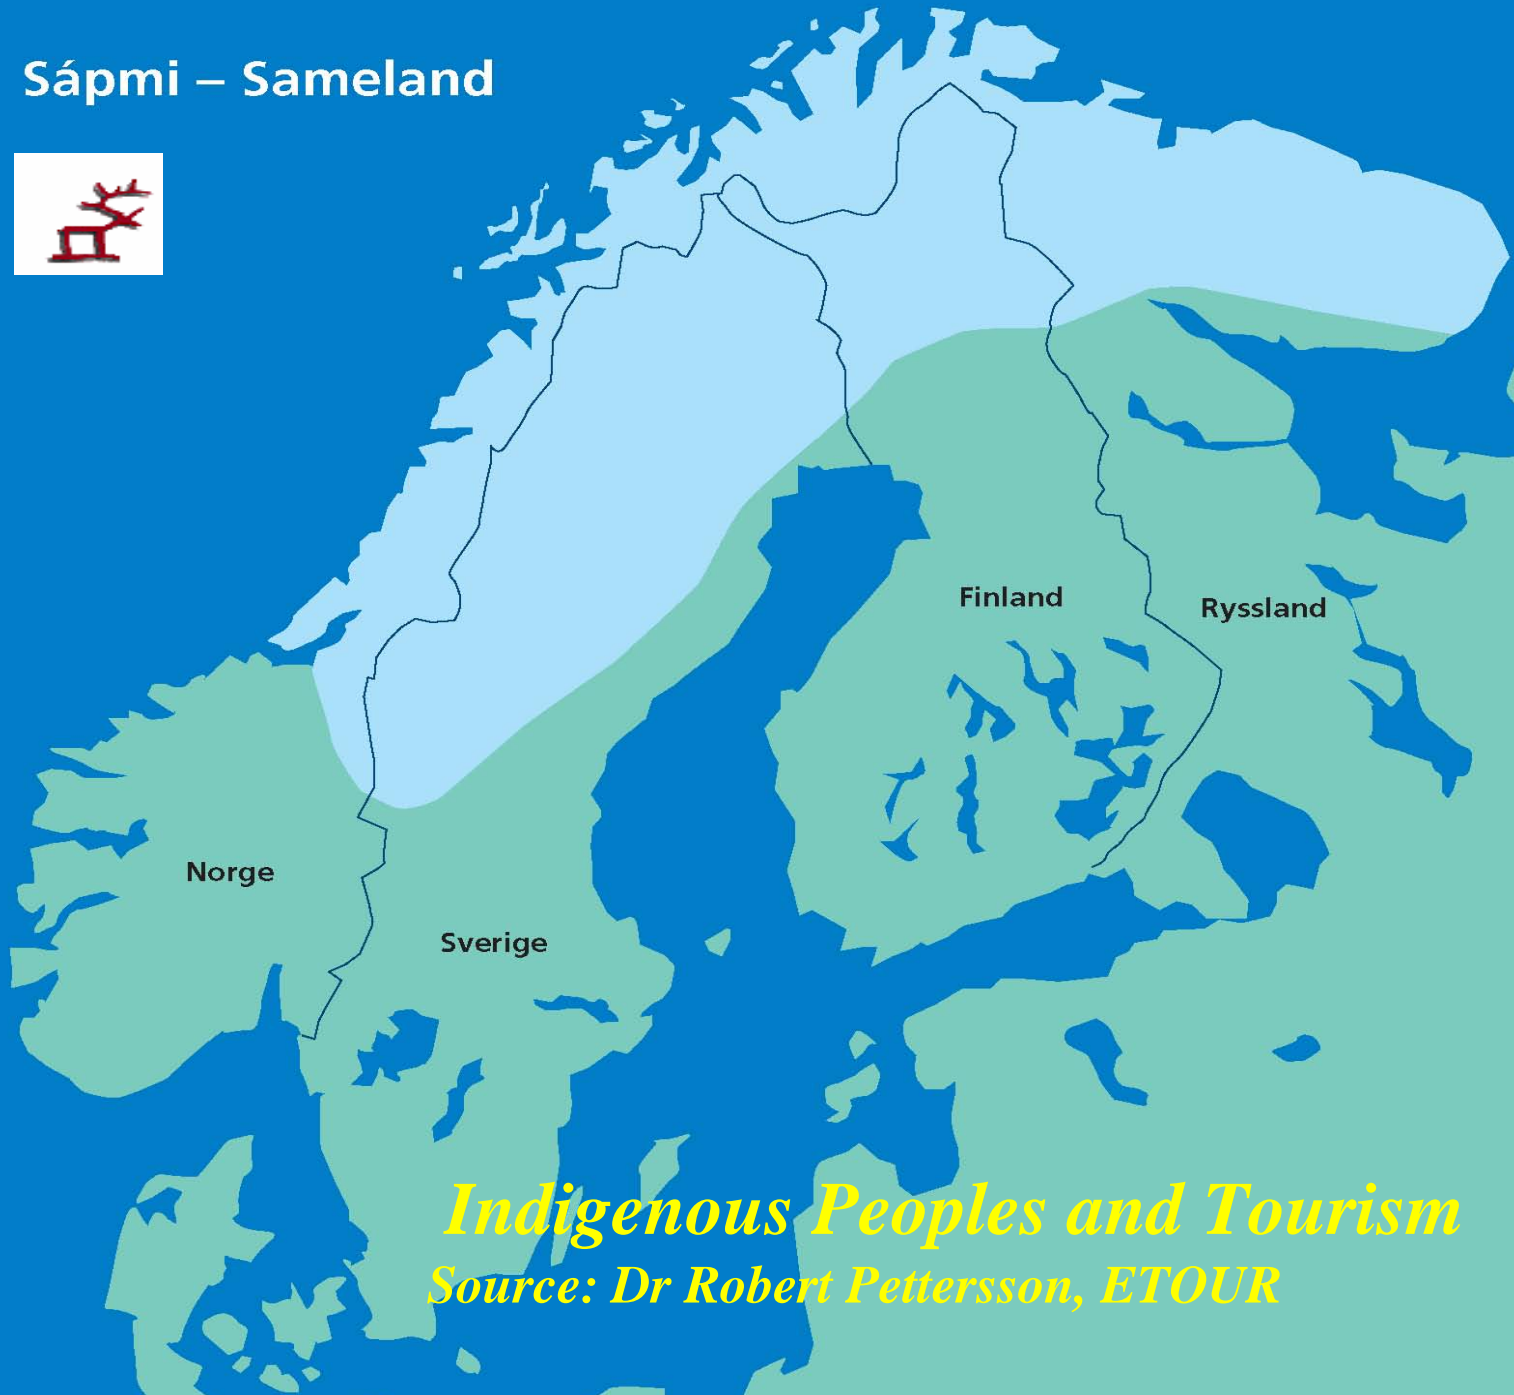 Sápmi – Sameland
Finland
Ryssland
Norge
Sverige
Indigenous Peoples and Tourism
Source: Dr Robert Pettersson, ETOUR